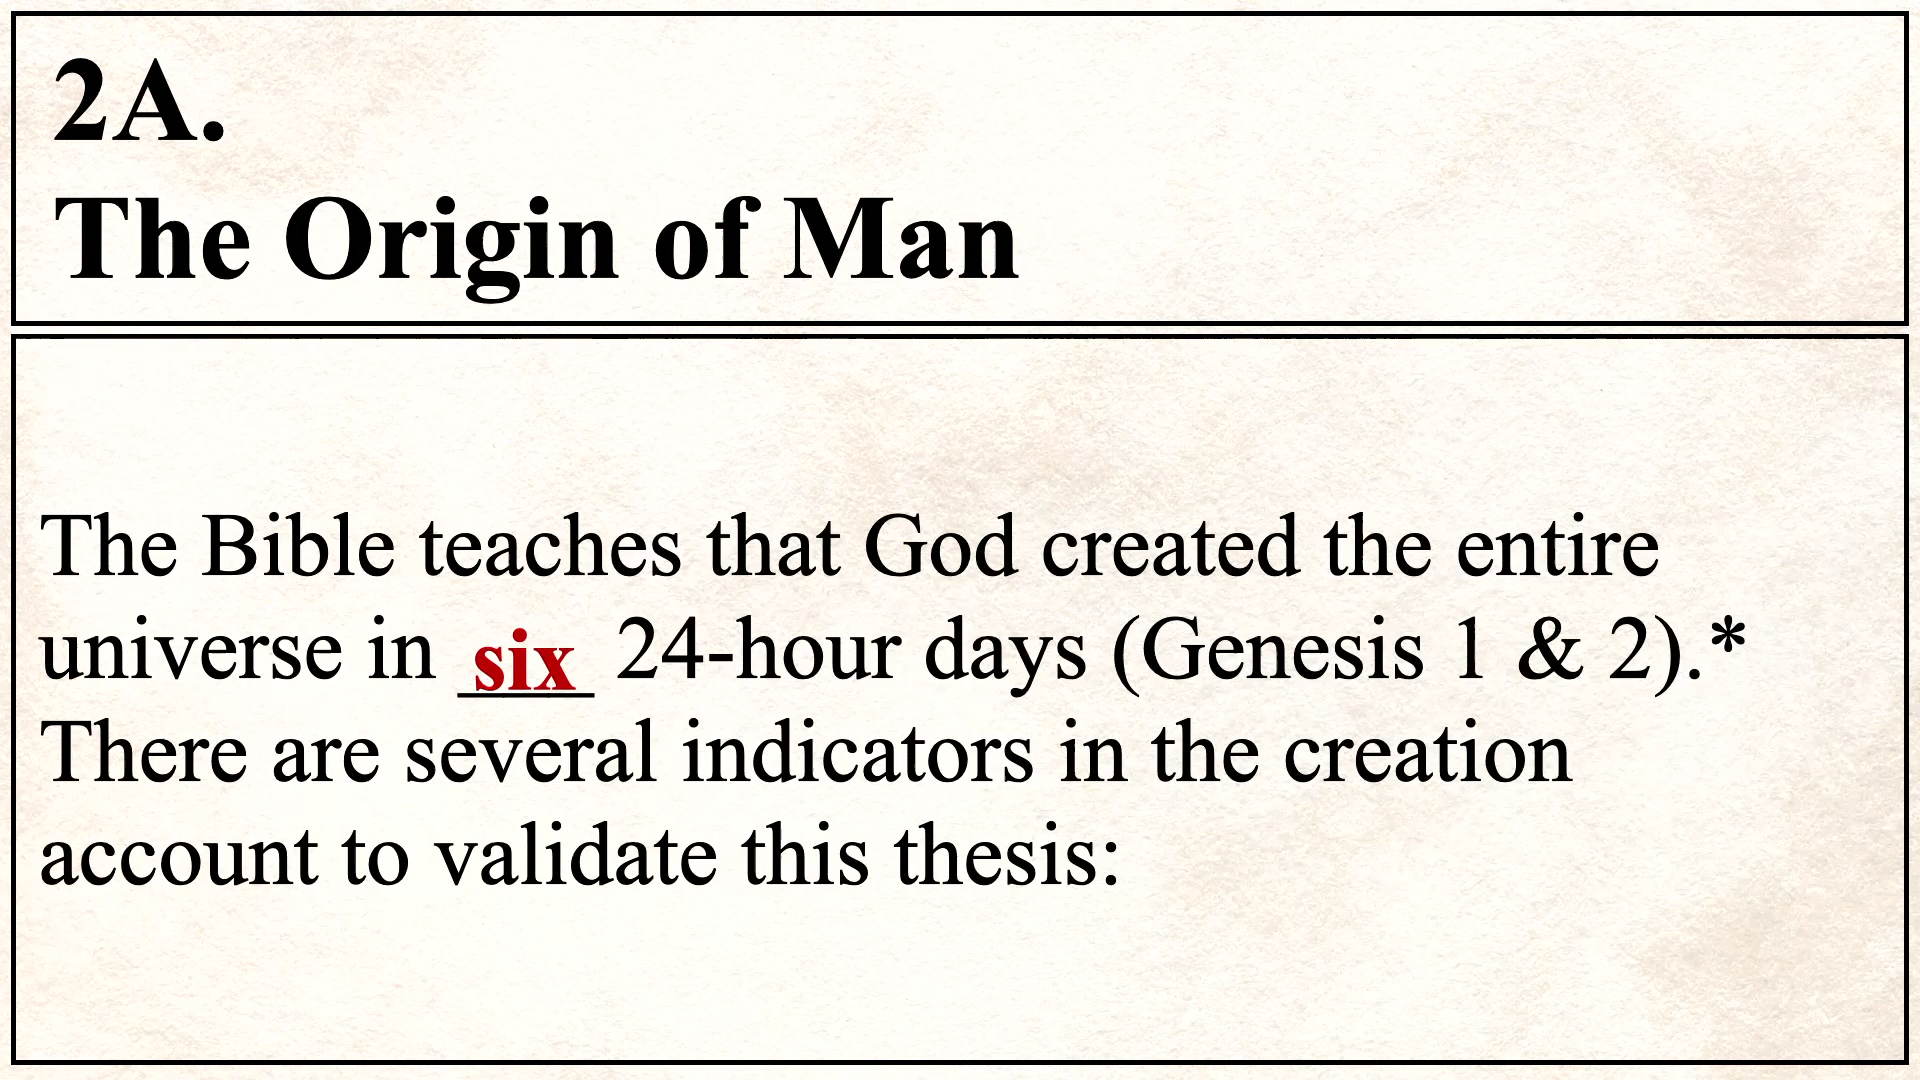 2A.
The Origin of Man
The Bible teaches that God created the entire
universe in six 24-hour days (Genesis 1 & 2).*
There are several indicators in the creation
account to validate this thesis: